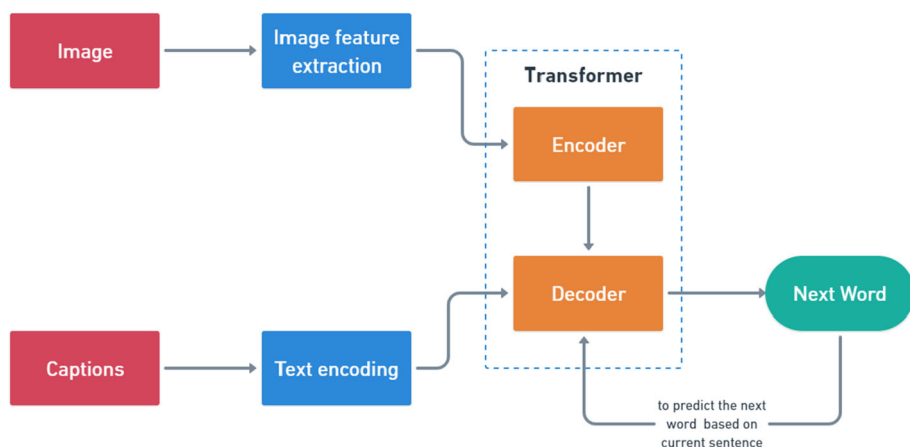 Image
Image feature
extraction
Transformer
Encoder
Decoder
Next Word
Captions
Text encoding
to predict the next
word based on
current sentence